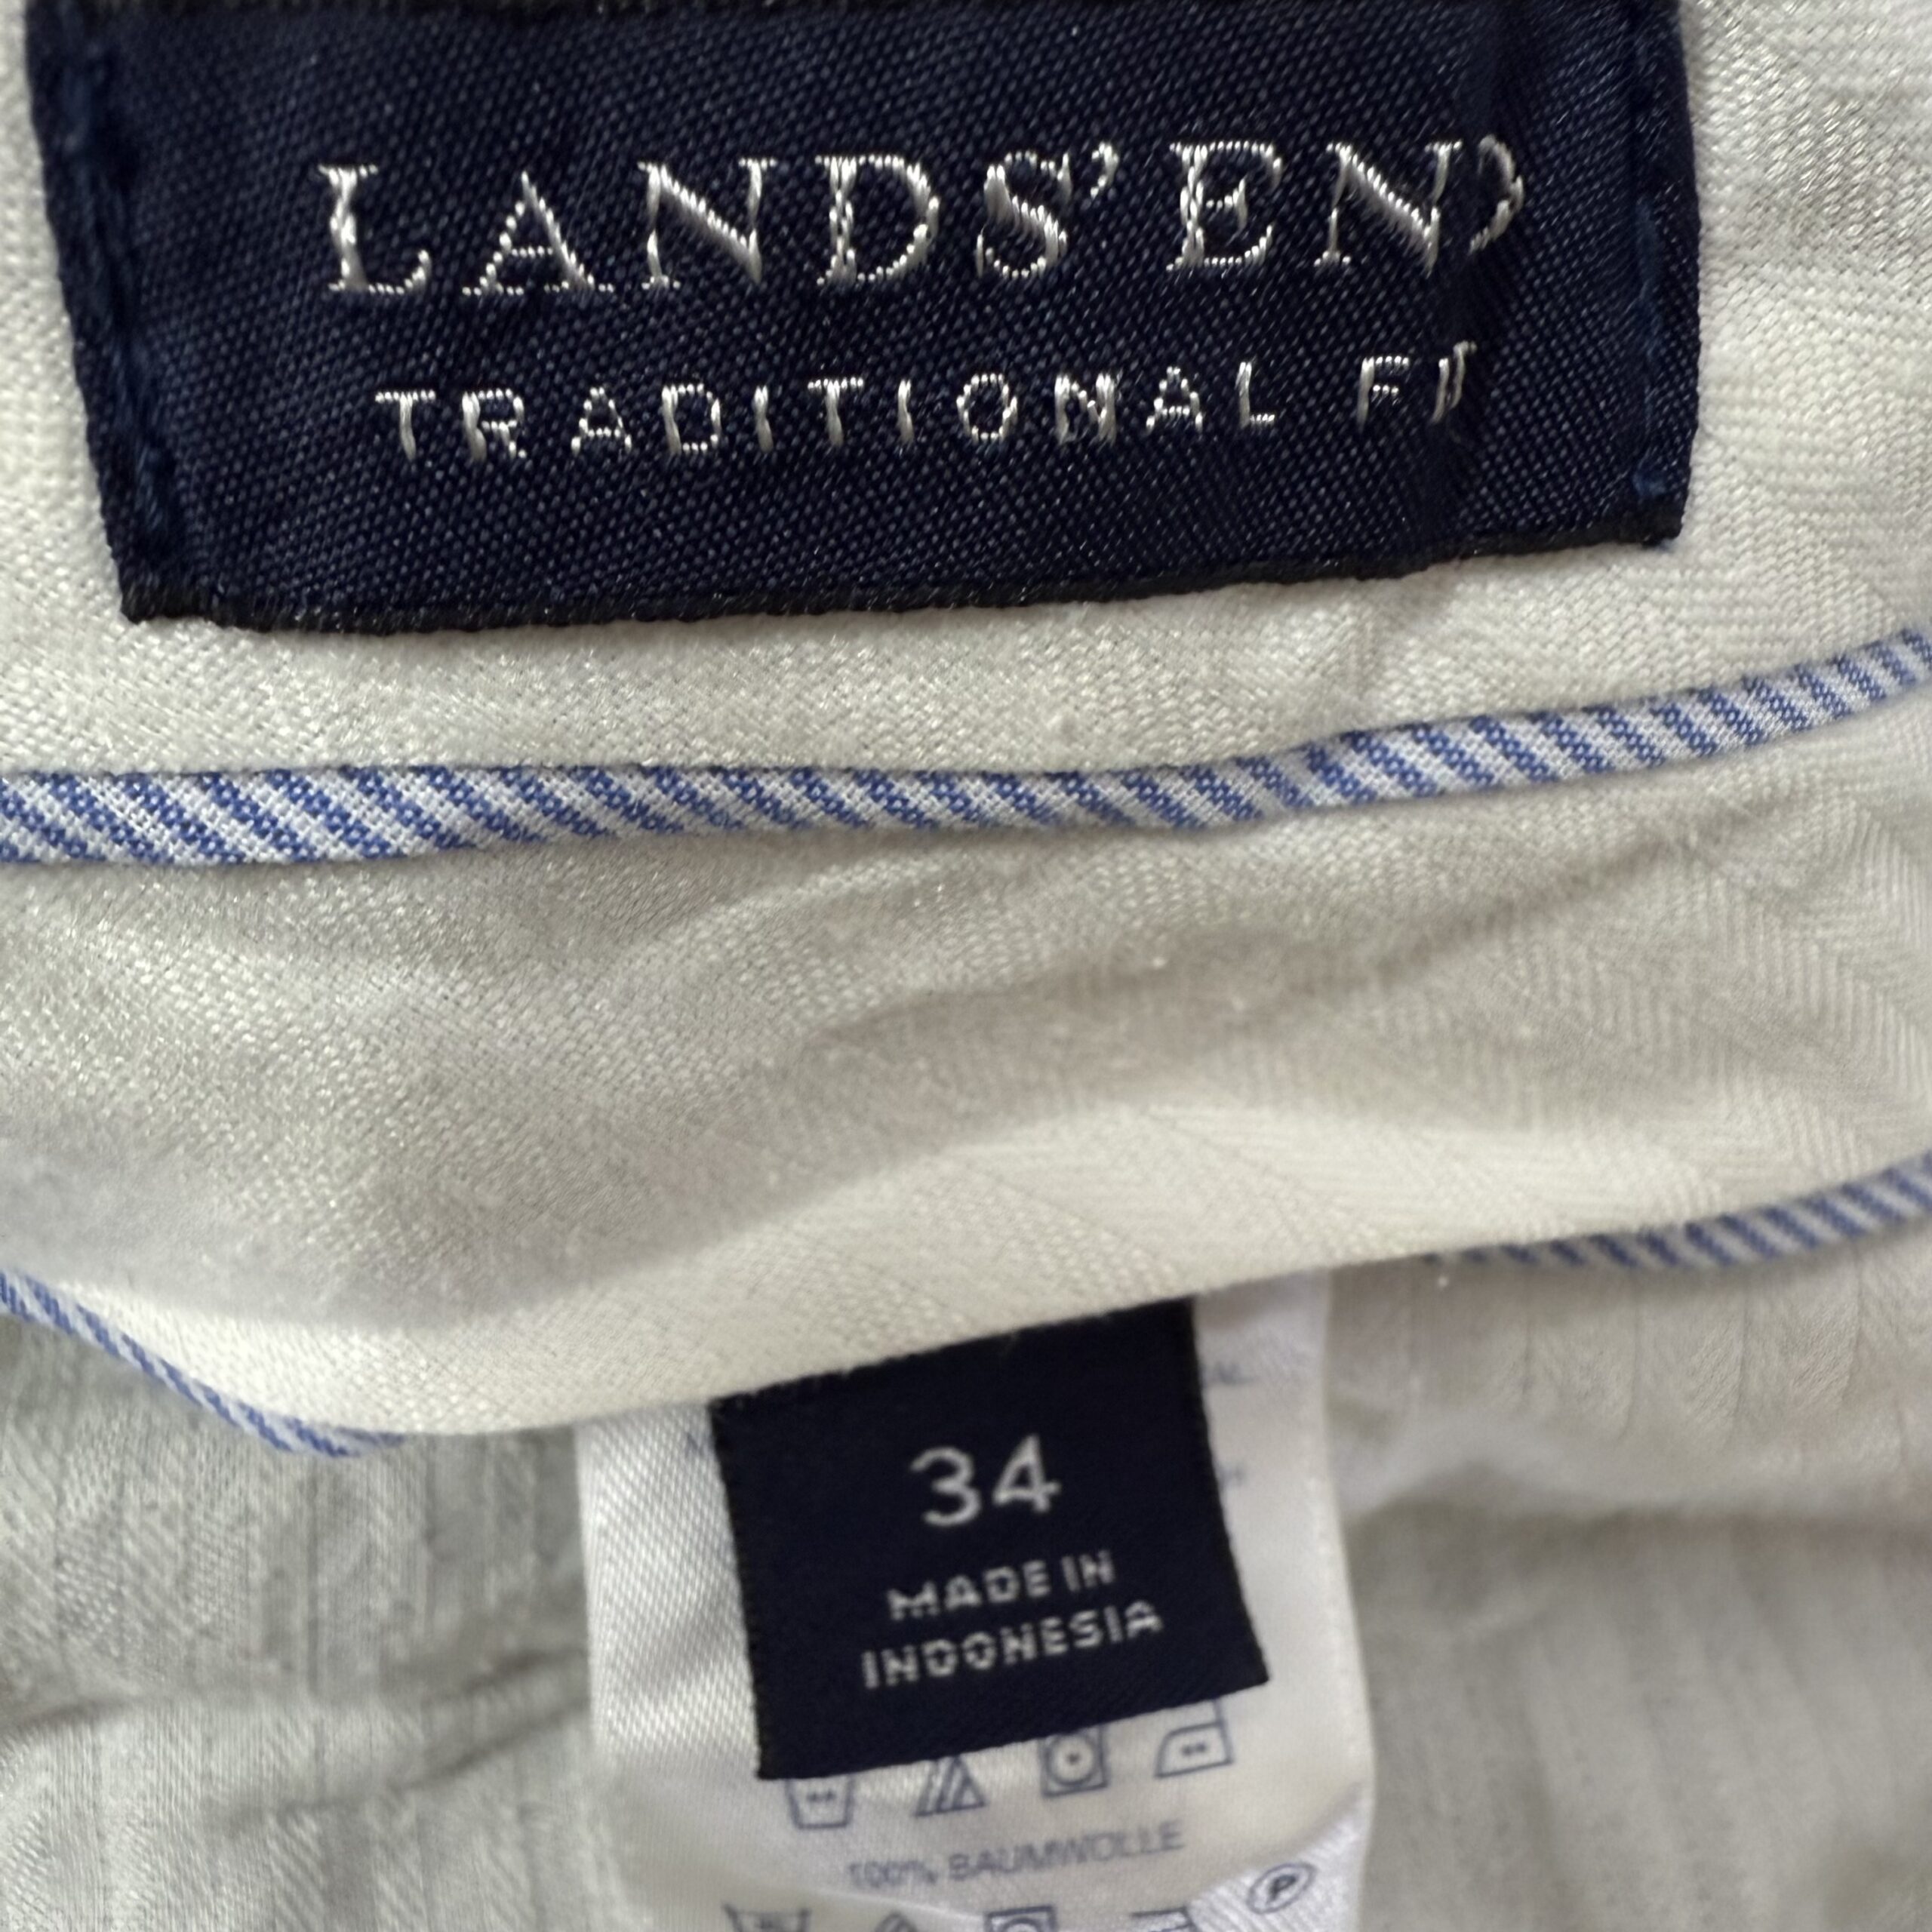 LANDS' END
TRADITIONAL FIT
34
MADE IN
INDONESIA
100% BAUMWOLLE
P